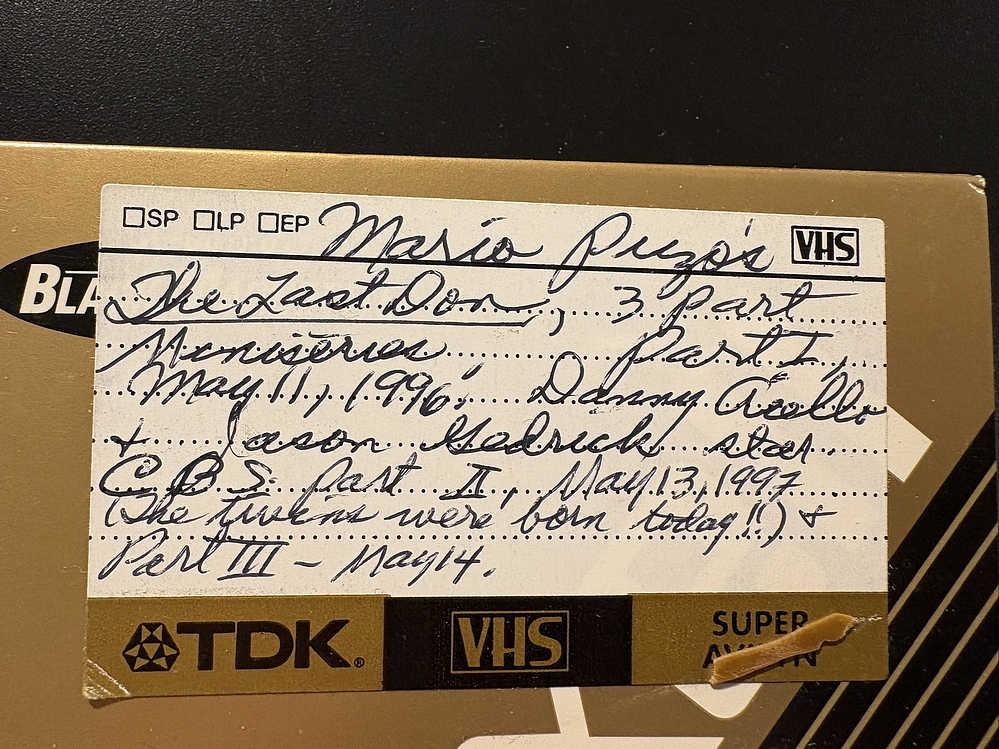 □SP □LP □EP Mario Puzo's VHS
BLA
The Last Don, 3 part
Miniseries. Part I,
May 11, 1996. Danny Aiello
+ Jason Gedrick star.
C.B.S. Part II, May 13, 1997
(The twins were born today!!) +
Part III – May 14.
TDK® VHS SUPER